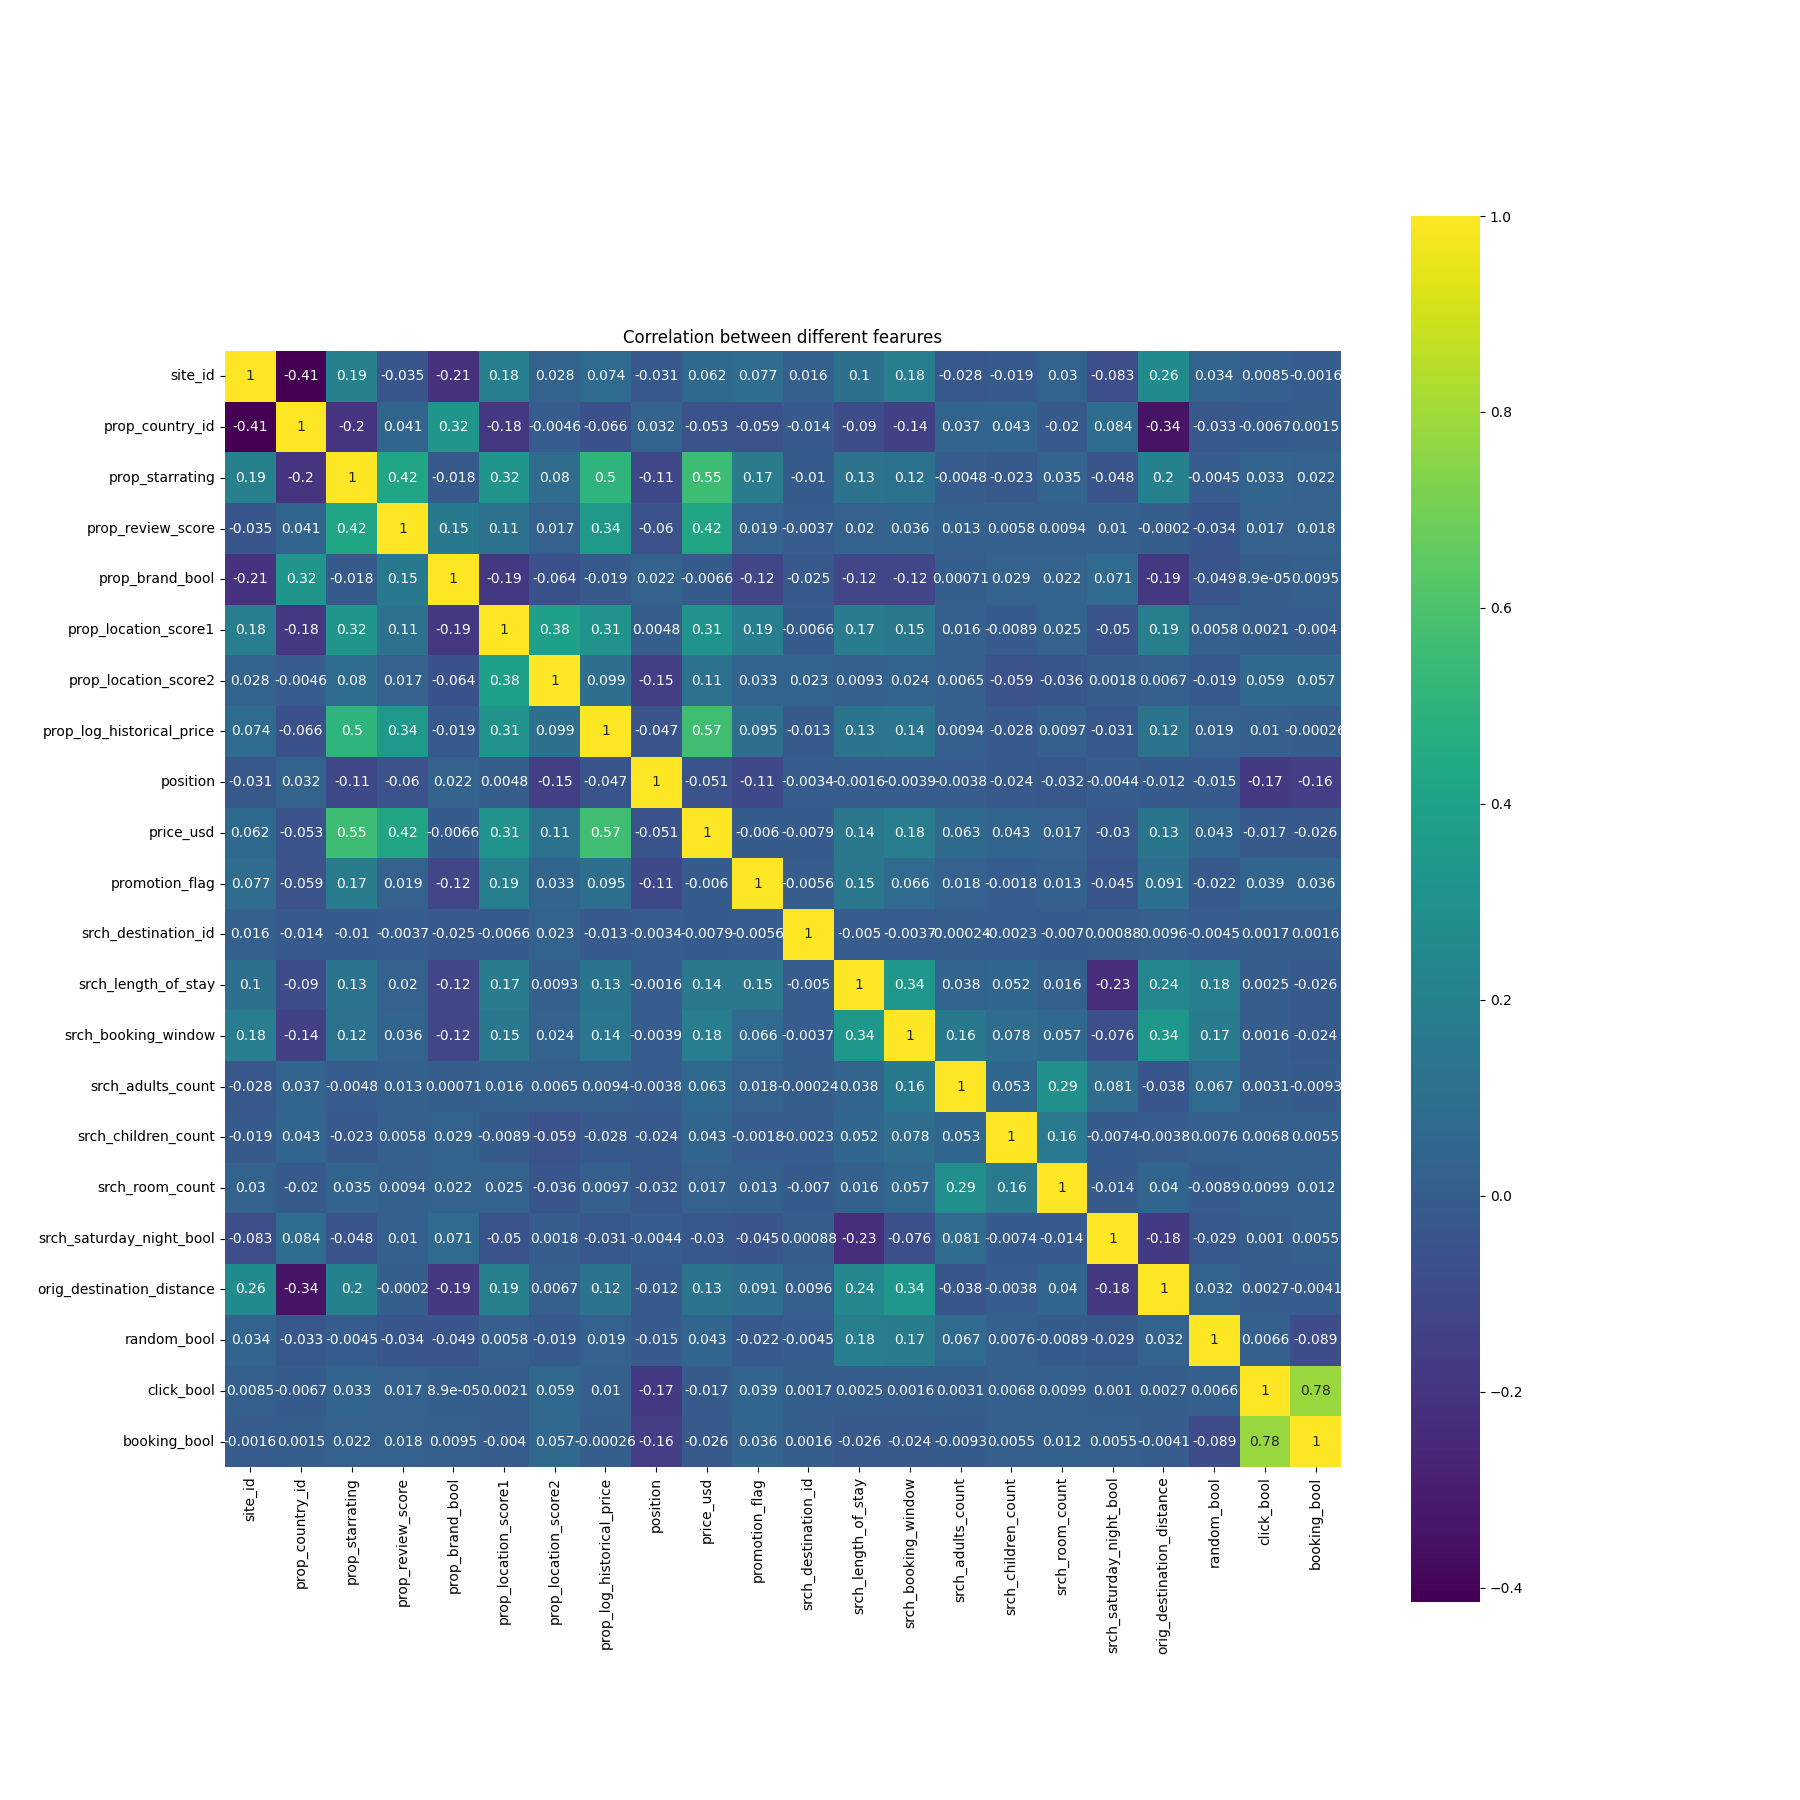 Correlation between different fearures
site_id 1 -0.41 0.19 -0.035 -0.21 0.18 0.028 0.074 -0.031 0.062 0.077 0.016 0.1 0.18 -0.028 -0.019 0.03 -0.083 0.26 0.034 0.0085 -0.0016
prop_country_id -0.41 1 -0.2 0.041 0.32 -0.18 -0.0046 -0.066 0.032 -0.053 -0.059 -0.014 -0.09 -0.14 0.037 0.043 -0.02 0.084 -0.34 -0.033 -0.0067 0.0015
prop_starrating 0.19 -0.2 1 0.42 -0.018 0.32 0.08 0.5 -0.11 0.55 0.17 -0.01 0.13 0.12 -0.0048 -0.023 0.035 -0.048 0.2 -0.0045 0.033 0.022
prop_review_score -0.035 0.041 0.42 1 0.15 0.11 0.017 0.34 -0.06 0.42 0.019 -0.0037 0.02 0.036 0.013 0.0058 0.0094 0.01 -0.0002 -0.034 0.017 0.018
prop_brand_bool -0.21 0.32 -0.018 0.15 1 -0.19 -0.064 -0.019 0.022 -0.0066 -0.12 -0.025 -0.12 -0.12 0.00071 0.029 0.022 0.071 -0.19 -0.049 8.9e-05 0.0095
prop_location_score1 0.18 -0.18 0.32 0.11 -0.19 1 0.38 0.31 0.0048 0.31 0.19 -0.0066 0.17 0.15 0.016 -0.0089 0.025 -0.05 0.19 0.0058 0.0021 -0.004
prop_location_score2 0.028 -0.0046 0.08 0.017 -0.064 0.38 1 0.099 -0.15 0.11 0.033 0.023 0.0093 0.024 0.0065 -0.059 -0.036 0.0018 0.0067 -0.019 0.059 0.057
prop_log_historical_price 0.074 -0.066 0.5 0.34 -0.019 0.31 0.099 1 -0.047 0.57 0.095 -0.013 0.13 0.14 0.0094 -0.028 0.0097 -0.031 0.12 0.019 0.01 -0.00026
position -0.031 0.032 -0.11 -0.06 0.022 0.0048 -0.15 -0.047 1 -0.051 -0.11 -0.0034 -0.0016 -0.0039 -0.0038 -0.024 -0.032 -0.0044 -0.012 -0.015 -0.17 -0.16
price_usd 0.062 -0.053 0.55 0.42 -0.0066 0.31 0.11 0.57 -0.051 1 -0.006 -0.0079 0.14 0.18 0.063 0.043 0.017 -0.03 0.13 0.043 -0.017 -0.026
promotion_flag 0.077 -0.059 0.17 0.019 -0.12 0.19 0.033 0.095 -0.11 -0.006 1 -0.0056 0.15 0.066 0.018 -0.0018 0.013 -0.045 0.091 -0.022 0.039 0.036
srch_destination_id 0.016 -0.014 -0.01 -0.0037 -0.025 -0.0066 0.023 -0.013 -0.0034 -0.0079 -0.0056 1 -0.005 -0.0037 -0.00024 -0.0023 -0.007 0.00088 0.0096 -0.0045 0.0017 0.0016
srch_length_of_stay 0.1 -0.09 0.13 0.02 -0.12 0.17 0.0093 0.13 -0.0016 0.14 0.15 -0.005 1 0.34 0.038 0.052 0.016 -0.23 0.24 0.18 0.0025 -0.026
srch_booking_window 0.18 -0.14 0.12 0.036 -0.12 0.15 0.024 0.14 -0.0039 0.18 0.066 -0.0037 0.34 1 0.16 0.078 0.057 -0.076 0.34 0.17 0.0016 -0.024
srch_adults_count -0.028 0.037 -0.0048 0.013 0.00071 0.016 0.0065 0.0094 -0.0038 0.063 0.018 -0.00024 0.038 0.16 1 0.053 0.29 0.081 -0.038 0.067 0.0031 -0.0093
srch_children_count -0.019 0.043 -0.023 0.0058 0.029 -0.0089 -0.059 -0.028 -0.024 0.043 -0.0018 -0.0023 0.052 0.078 0.053 1 0.16 -0.0074 -0.0038 0.0076 0.0068 0.0055
srch_room_count 0.03 -0.02 0.035 0.0094 0.022 0.025 -0.036 0.0097 -0.032 0.017 0.013 -0.007 0.016 0.057 0.29 0.16 1 -0.014 0.04 -0.0089 0.0099 0.012
srch_saturday_night_bool -0.083 0.084 -0.048 0.01 0.071 -0.05 0.0018 -0.031 -0.0044 -0.03 -0.045 0.00088 -0.23 -0.076 0.081 -0.0074 -0.014 1 -0.18 -0.029 0.001 0.0055
orig_destination_distance 0.26 -0.34 0.2 -0.0002 -0.19 0.19 0.0067 0.12 -0.012 0.13 0.091 0.0096 0.24 0.34 -0.038 -0.0038 0.04 -0.18 1 0.032 0.0027 -0.0041
random_bool 0.034 -0.033 -0.0045 -0.034 -0.049 0.0058 -0.019 0.019 -0.015 0.043 -0.022 -0.0045 0.18 0.17 0.067 0.0076 -0.0089 -0.029 0.032 1 0.0066 -0.089
click_bool 0.0085 -0.0067 0.033 0.017 8.9e-05 0.0021 0.059 0.01 -0.17 -0.017 0.039 0.0017 0.0025 0.0016 0.0031 0.0068 0.0099 0.001 0.0027 0.0066 1 0.78
booking_bool -0.0016 0.0015 0.022 0.018 0.0095 -0.004 0.057 -0.00026 -0.16 -0.026 0.036 0.0016 -0.026 -0.024 -0.0093 0.0055 0.012 0.0055 -0.0041 -0.089 0.78 1
site_id
prop_country_id
prop_starrating
prop_review_score
prop_brand_bool
prop_location_score1
prop_location_score2
prop_log_historical_price
position
price_usd
promotion_flag
srch_destination_id
srch_length_of_stay
srch_booking_window
srch_adults_count
srch_children_count
srch_room_count
srch_saturday_night_bool
orig_destination_distance
random_bool
click_bool
booking_bool
1.0
0.8
0.6
0.4
0.2
0.0
−0.2
−0.4